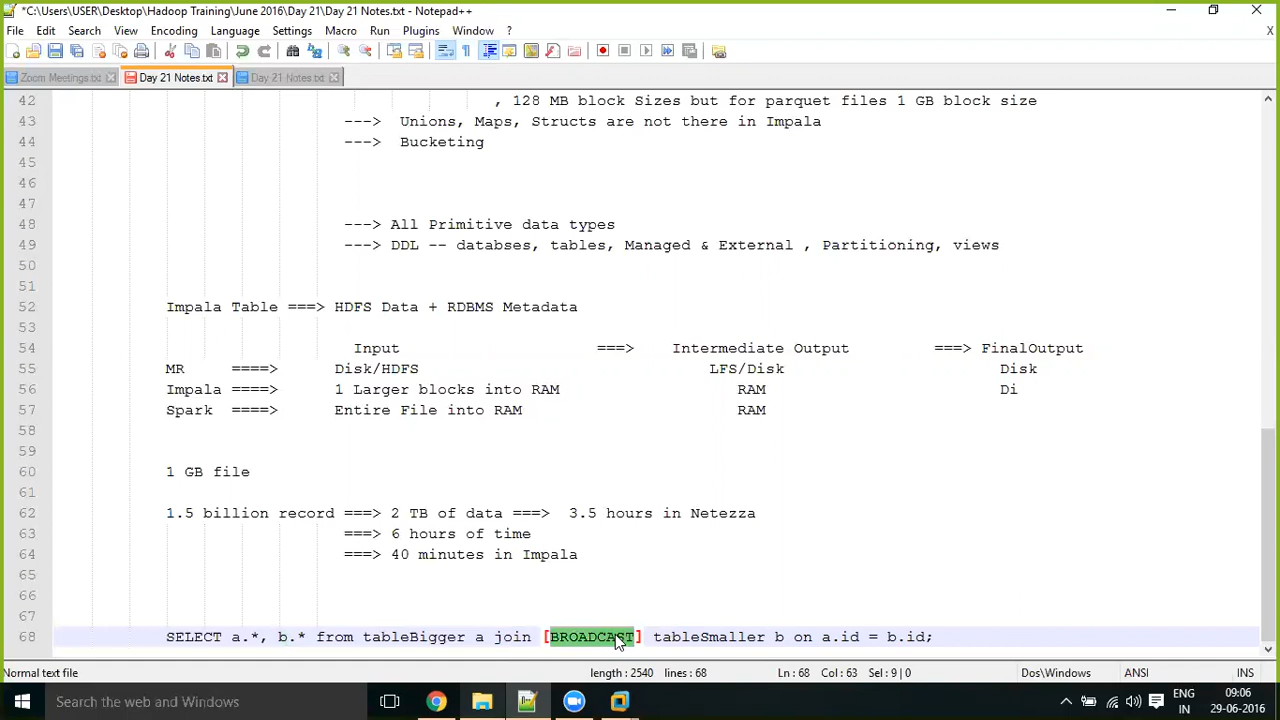 *C:\Users\USER\Desktop\Hadoop Training\June 2016\Day 21\Day 21 Notes.txt - Notepad++
File Edit Search View Encoding Language Settings Macro Run Plugins Window ? X
Zoom Meetings.txt Day 21 Notes.txt Day 21 Notes.txt
42 , 128 MB block Sizes but for parquet files 1 GB block size
43 ---> Unions, Maps, Structs are not there in Impala
44 ---> Bucketing
45
46
47
48 ---> All Primitive data types
49 ---> DDL -- databses, tables, Managed & External , Partitioning, views
50
51
52 Impala Table ===> HDFS Data + RDBMS Metadata
53
54 Input ===> Intermediate Output ===> FinalOutput
55 MR ====> Disk/HDFS LFS/Disk Disk
56 Impala ====> 1 Larger blocks into RAM RAM Di
57 Spark ====> Entire File into RAM RAM
58
59
60 1 GB file
61
62 1.5 billion record ===> 2 TB of data ===> 3.5 hours in Netezza
63 ===> 6 hours of time
64 ===> 40 minutes in Impala
65
66
67
68 SELECT a.*, b.* from tableBigger a join [BROADCAST] tableSmaller b on a.id = b.id;
Normal text file length : 2540 lines : 68 Ln : 68 Col : 63 Sel : 9 | 0 Dos\Windows ANSI INS
Search the web and Windows
ENG 09:06
IN 29-06-2016